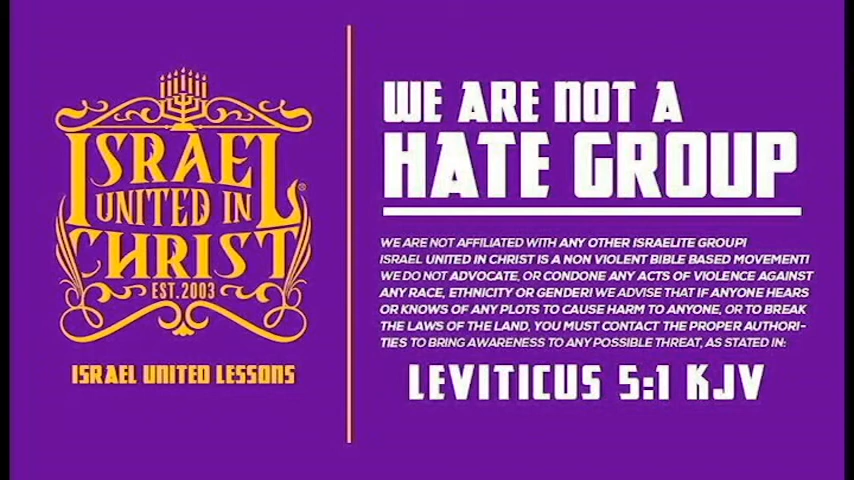 ISRAEL
UNITED IN
CHRIST
EST.2003
®
ISRAEL UNITED LESSONS
WE ARE NOT A
HATE GROUP
WE ARE NOT AFFILIATED WITH ANY OTHER ISRAELITE GROUP!
ISRAEL UNITED IN CHRIST IS A NON VIOLENT BIBLE BASED MOVEMENT!
WE DO NOT ADVOCATE, OR CONDONE ANY ACTS OF VIOLENCE AGAINST
ANY RACE, ETHNICITY OR GENDER! WE ADVISE THAT IF ANYONE HEARS
OR KNOWS OF ANY PLOTS TO CAUSE HARM TO ANYONE, OR TO BREAK
THE LAWS OF THE LAND, YOU MUST CONTACT THE PROPER AUTHORI-
TIES TO BRING AWARENESS TO ANY POSSIBLE THREAT, AS STATED IN:
LEVITICUS 5:1 KJV